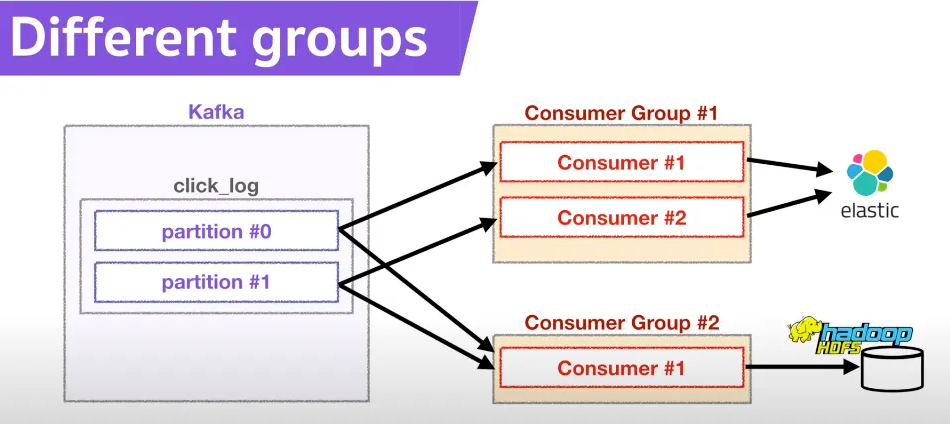 Different groups
Kafka
click_log
partition #0
partition #1
Consumer Group #1
Consumer #1
Consumer #2
elastic
Consumer Group #2
Consumer #1
hadoop
HDFS